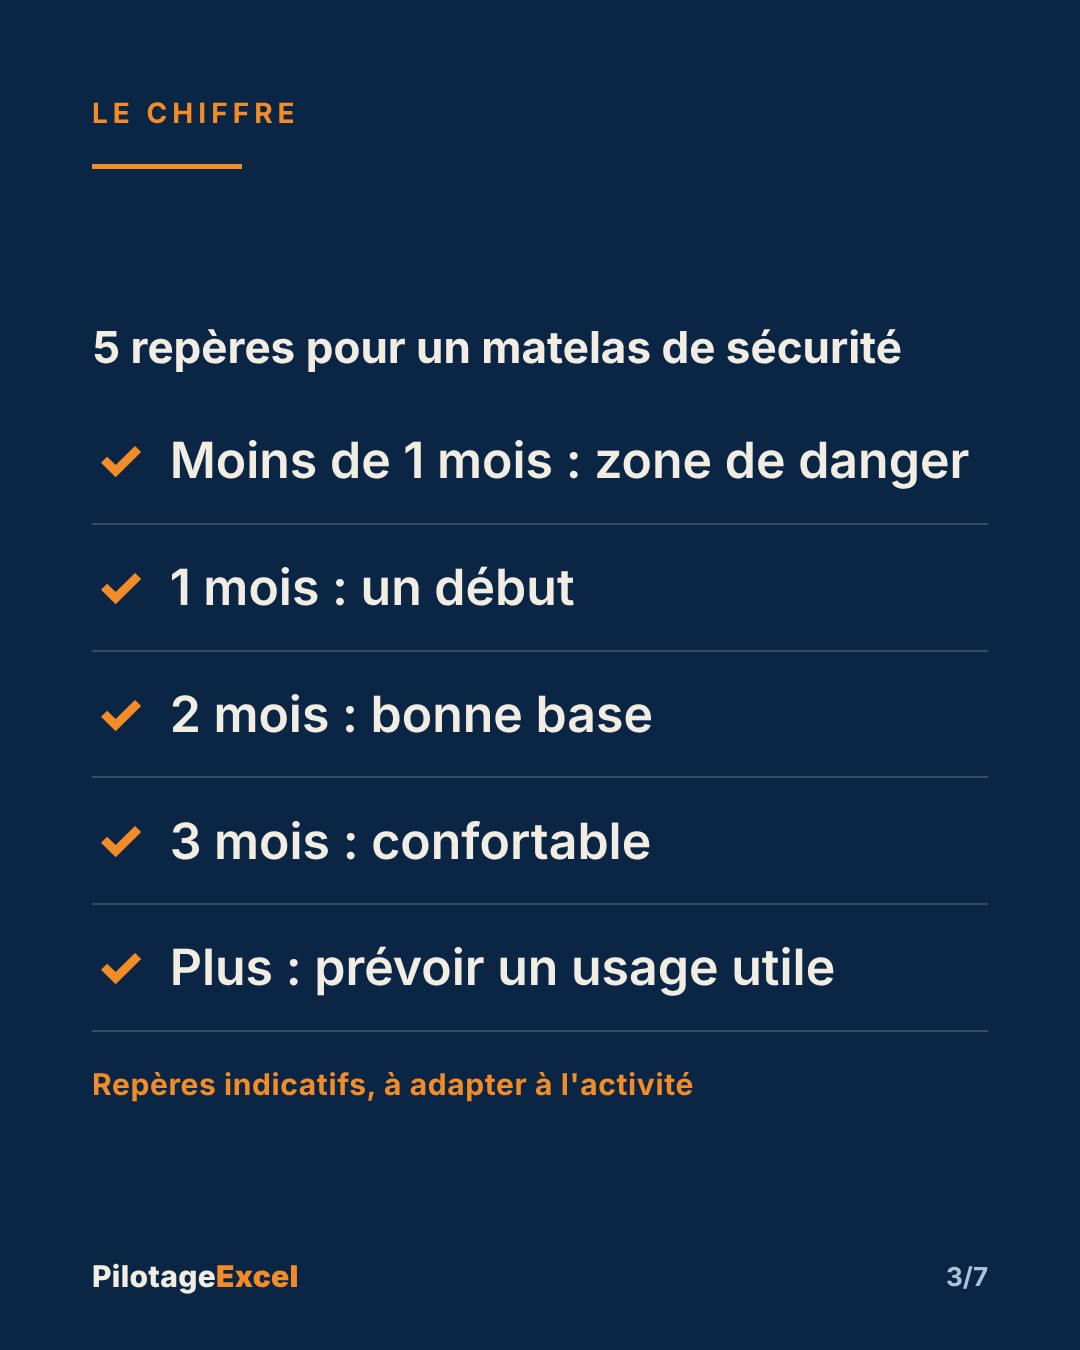 LE CHIFFRE
5 repères pour un matelas de sécurité
Moins de 1 mois : zone de danger
1 mois : un début
2 mois : bonne base
3 mois : confortable
Plus : prévoir un usage utile
Repères indicatifs, à adapter à l'activité
PilotageExcel
3/7